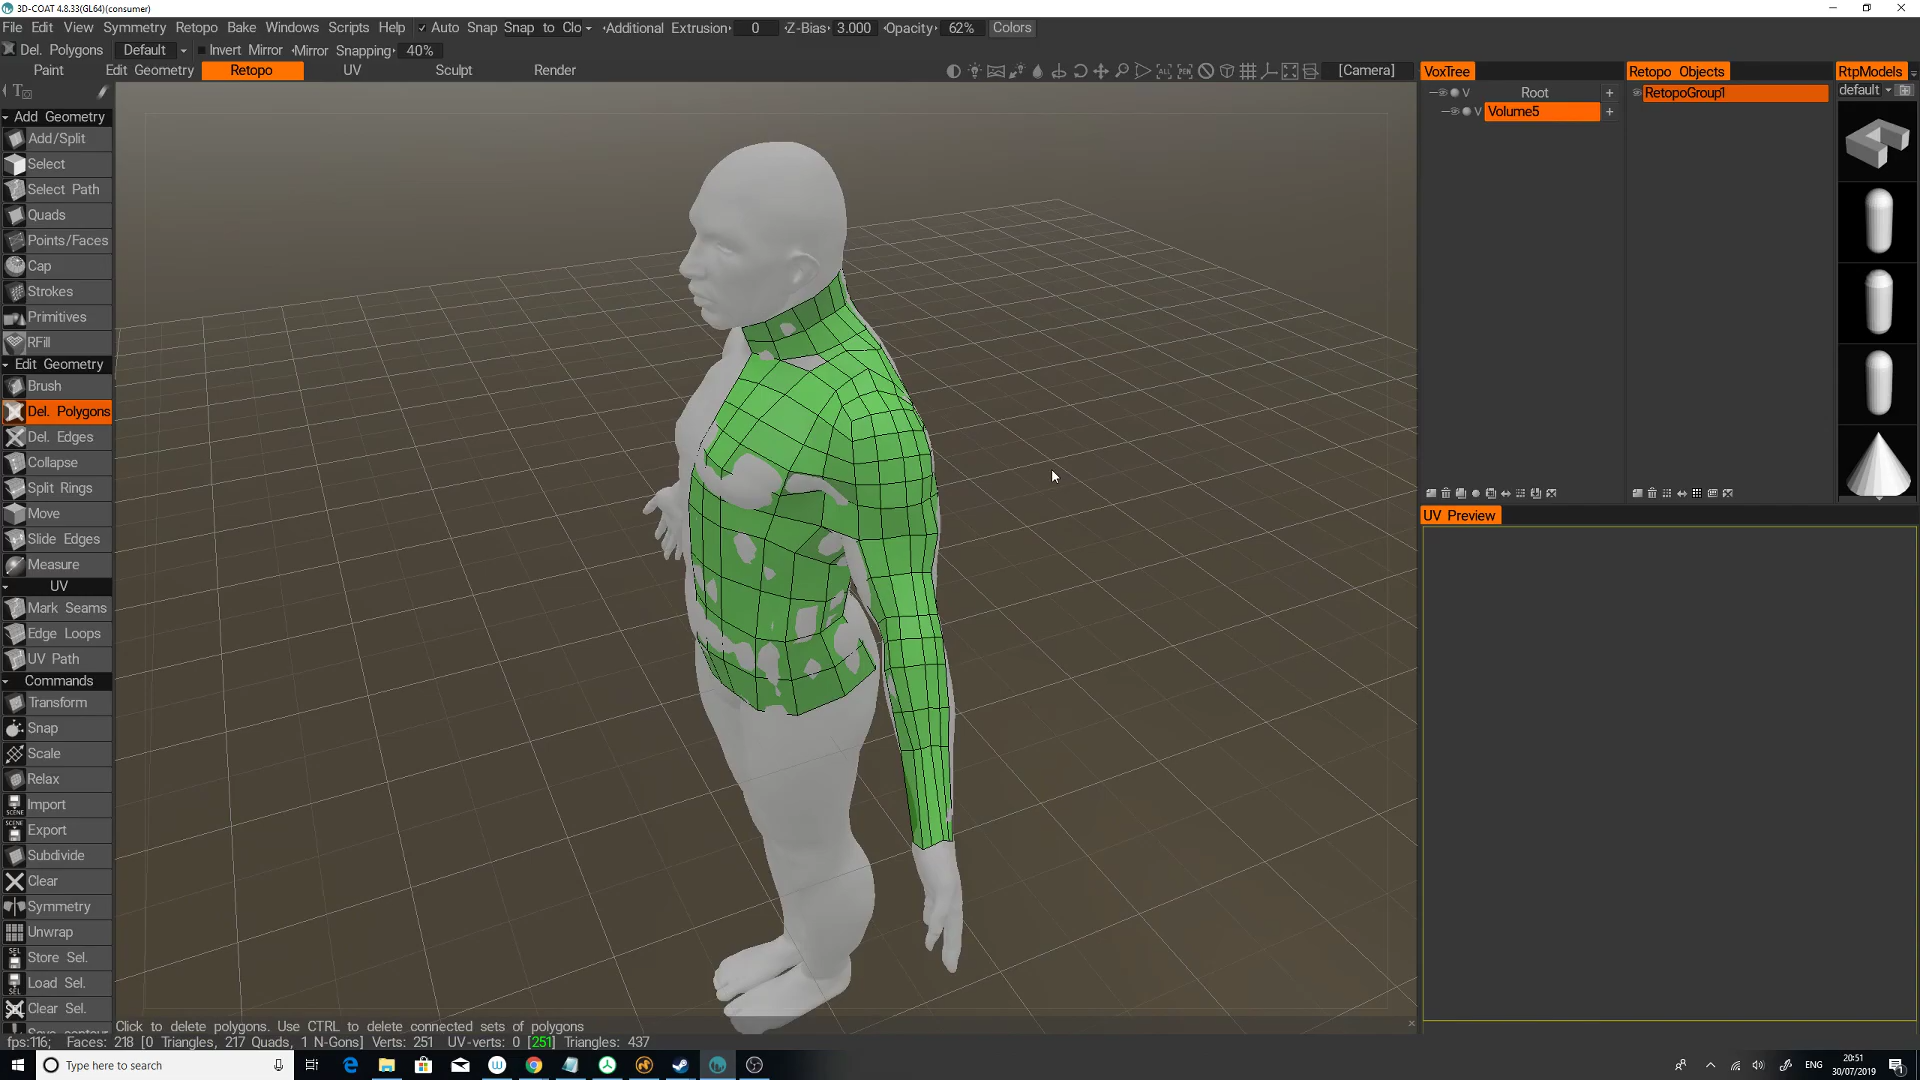 3D-COAT 4.8.33(GL64)(consumer)
File Edit View Symmetry Retopo Bake Windows Scripts Help Auto Snap Snap to Clo Additional Extrusion 0 Z-Bias 3.000 Opacity 62% Colors
Del. Polygons Default Invert Mirror Mirror Snapping 40%
Paint Edit Geometry Retopo UV Sculpt Render [Camera] VoxTree Retopo Objects RtpModels
Root RetopoGroup1 default
Volume5
Add Geometry
Add/Split
Select
Select Path
Quads
Points/Faces
Cap
Strokes
Primitives
RFill
Edit Geometry
Brush
Del. Polygons
Del. Edges
Collapse
Split Rings
Move
Slide Edges
Measure
UV
Mark Seams
Edge Loops
UV Path
Commands
Transform
Snap
Scale
Relax
Import
Export
Subdivide
Clear
Symmetry
Unwrap
Store Sel.
Load Sel.
Clear Sel.
UV Preview
Click to delete polygons. Use CTRL to delete connected sets of polygons
fps:116; Faces: 218 [0 Triangles, 217 Quads, 1 N-Gons] Verts: 251 UV-verts: 0 [251] Triangles: 437
Type here to search
ENG
20:51
30/07/2019